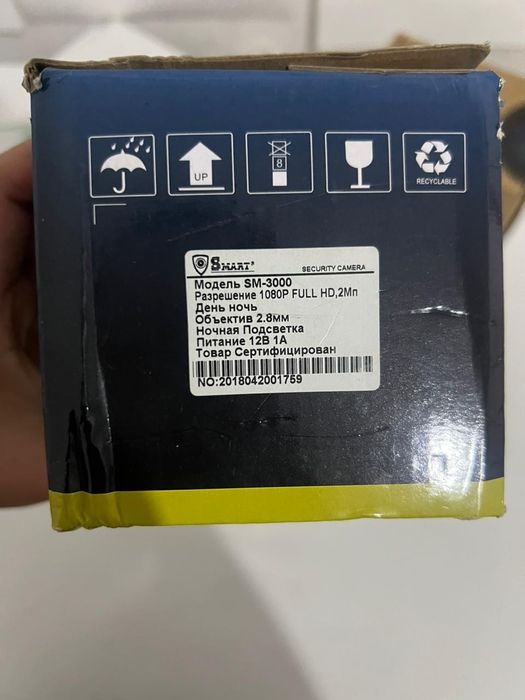 UP
8
RECYCLABLE
SMART
SECURITY CAMERA
Модель SM-3000
Разрешение 1080P FULL HD,2Мп
День ночь
Объектив 2.8мм
Ночная Подсветка
Питание 12В 1А
Товар Сертифицирован
NO:2018042001759